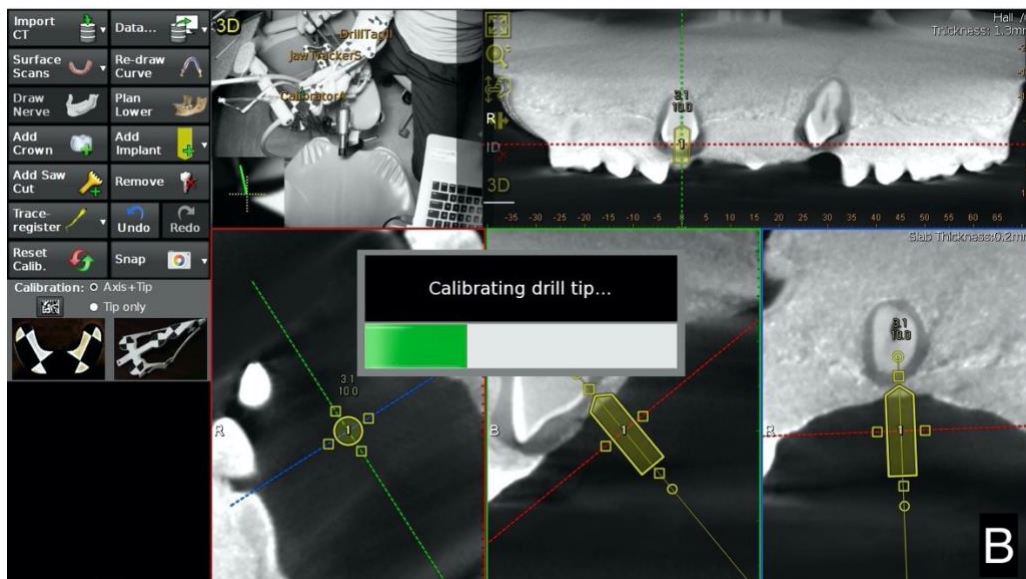 Import
CT
Data...
Surface
Scans
Re-draw
Curve
Draw
Nerve
Plan
Lower
Add
Crown
Add
Implant
Add Saw
Cut
Remove
Trace-
register
Undo
Redo
Reset
Calib.
Snap
Calibration:
Axis+Tip
Tip only
3D
DrillTag
JawTrackerS
CalibratorA
Hall
Thickness: 1.3mm
R
ID
3D
3.1
10.0
1
-35 -30 -25 -20 -15 -10 -5 0 5 10 15 20 25 30 35 40 45 50 55 60 65
Slab Thickness:0.2mm
Calibrating drill tip...
3.1
10.0
1
R
B
1
3.1
10.0
1
R
B